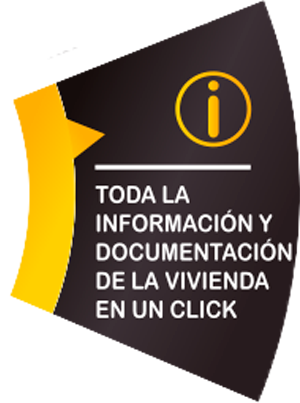 TODA LA
INFORMACIÓN Y
DOCUMENTACIÓN
DE LA VIVIENDA
EN UN CLICK